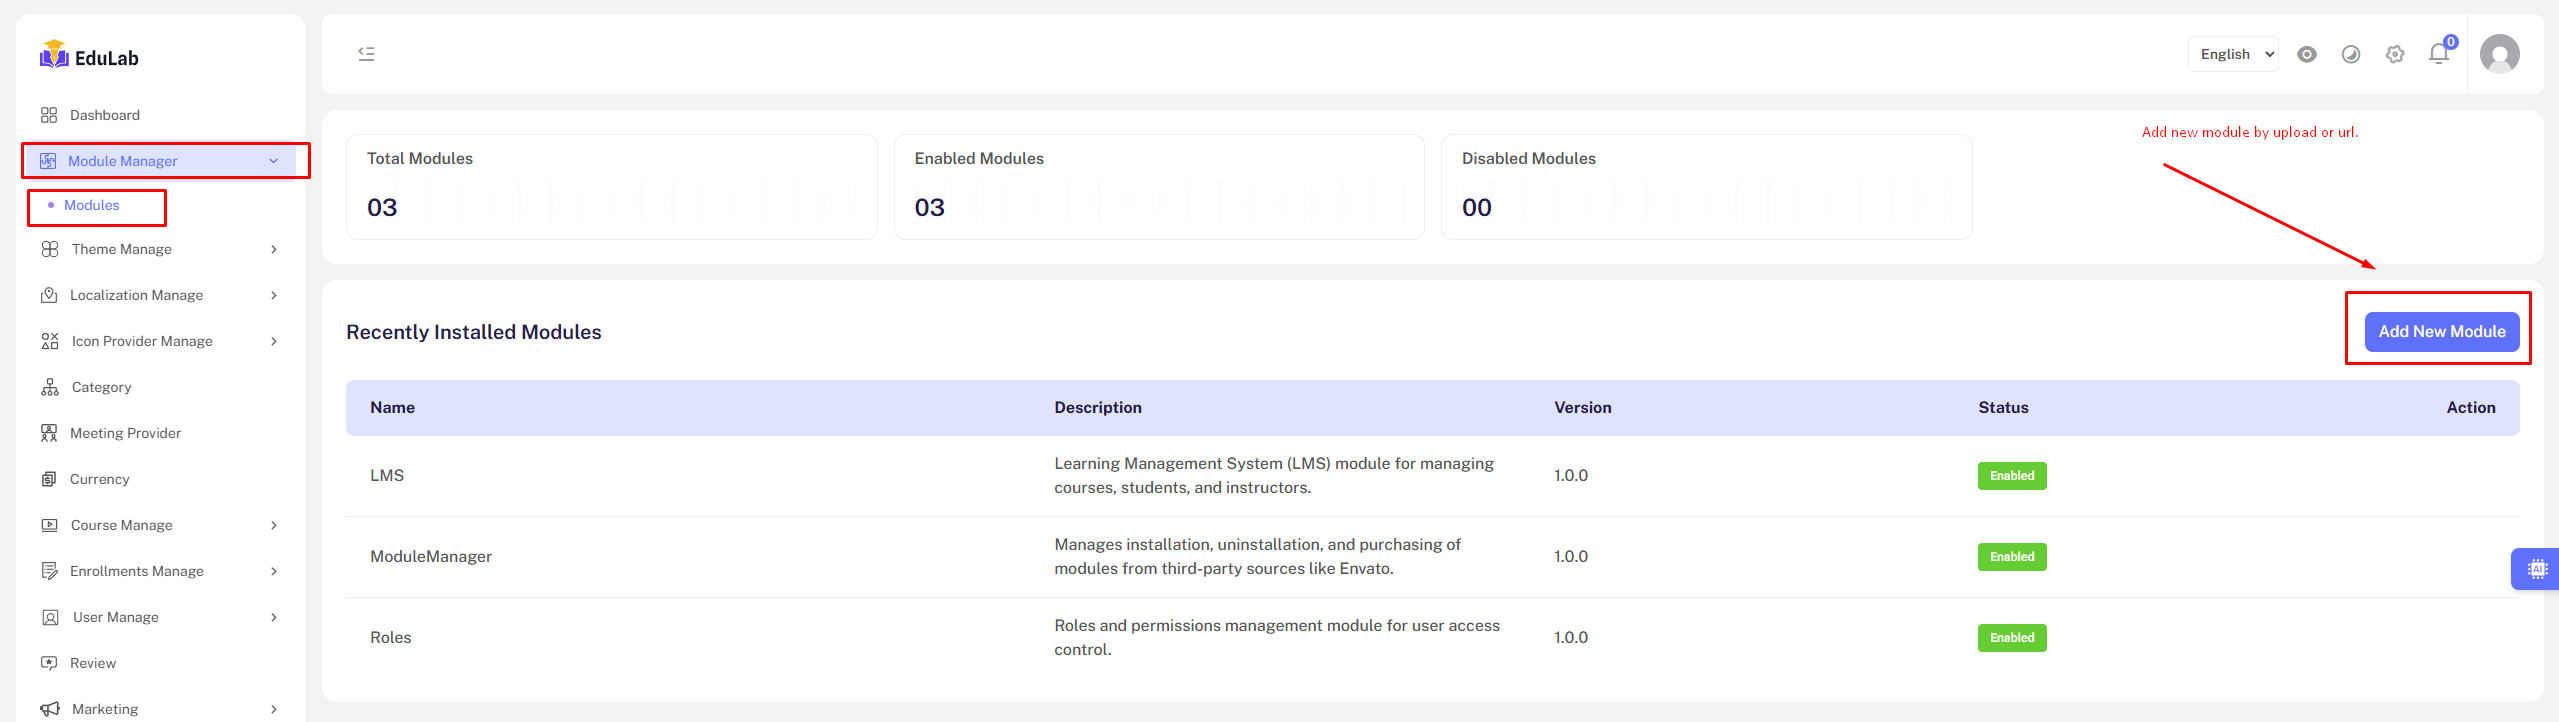 EduLab
English
0
Dashboard
Module Manager
Modules
Theme Manage
Localization Manage
Icon Provider Manage
Category
Meeting Provider
Currency
Course Manage
Enrollments Manage
User Manage
Review
Marketing
Total Modules
03
Enabled Modules
03
Disabled Modules
00
Add new module by upload or url.
Recently Installed Modules
Add New Module
Name Description Version Status Action
LMS
Learning Management System (LMS) module for managing
courses, students, and instructors.
1.0.0
Enabled
ModuleManager
Manages installation, uninstallation, and purchasing of
modules from third-party sources like Envato.
1.0.0
Enabled
AI
Roles
Roles and permissions management module for user access
control.
1.0.0
Enabled